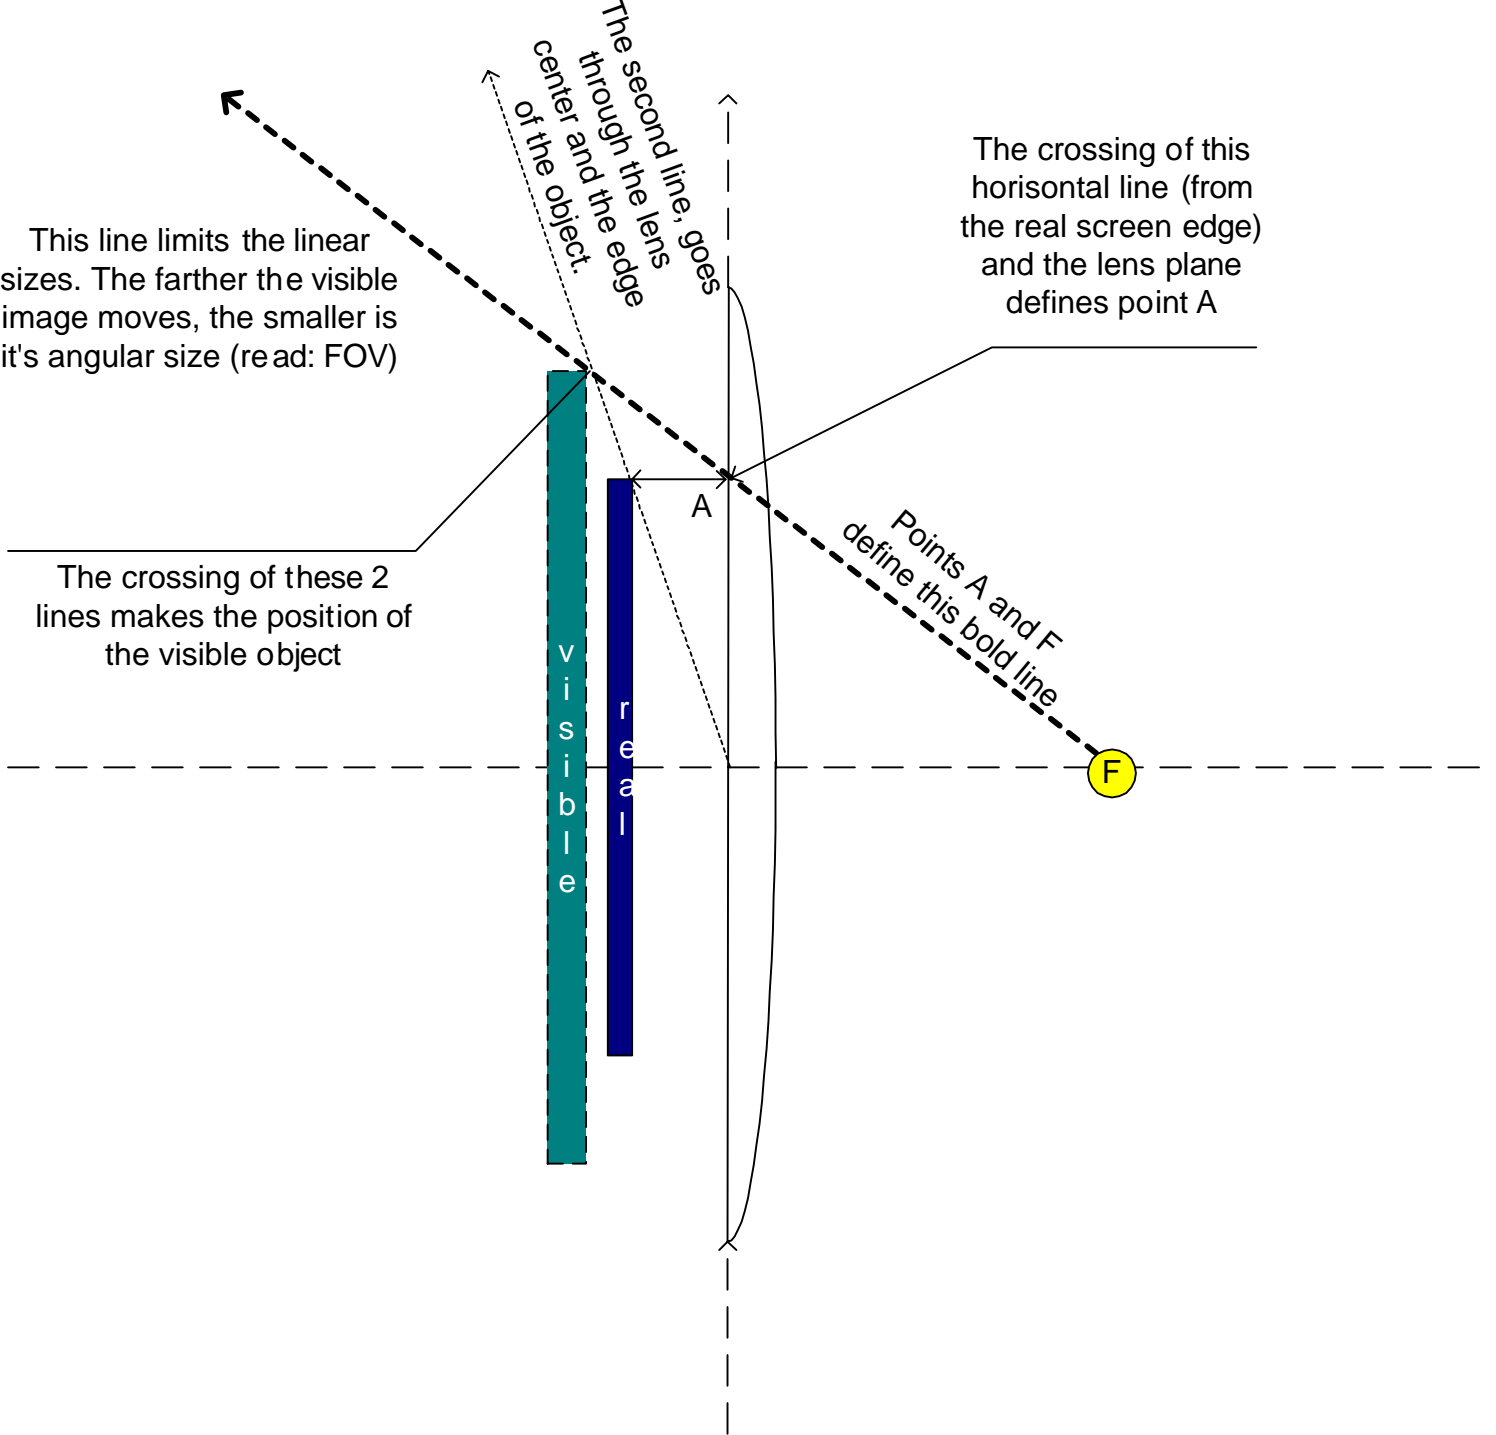 The second line, goes
through the lens
center and the edge
of the object.
The crossing of this
horisontal line (from
the real screen edge)
and the lens plane
defines point A
This line limits the linear
sizes. The farther the visible
image moves, the smaller is
it's angular size (read: FOV)
A
Points A and F
define this bold line
The crossing of these 2
lines makes the position of
the visible object
visible
real
F